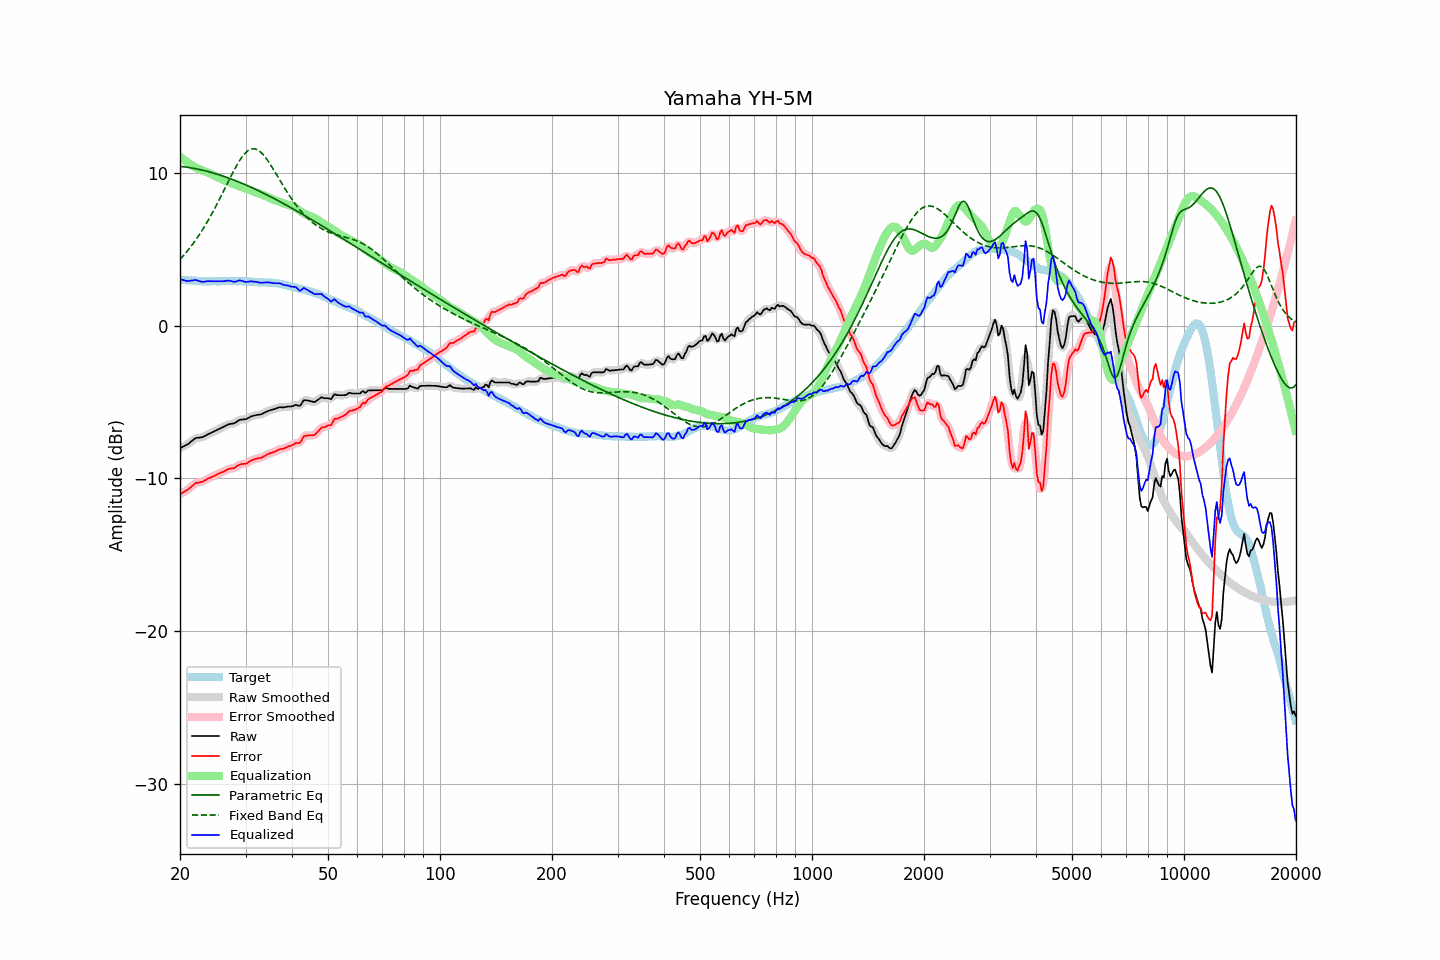 Yamaha YH-5M
10
0
−10
−20
−30
Amplitude (dBr)
Target
Raw Smoothed
Error Smoothed
Raw
Error
Equalization
Parametric Eq
Fixed Band Eq
Equalized
20 50 100 200 500 1000 2000 5000 10000 20000
Frequency (Hz)